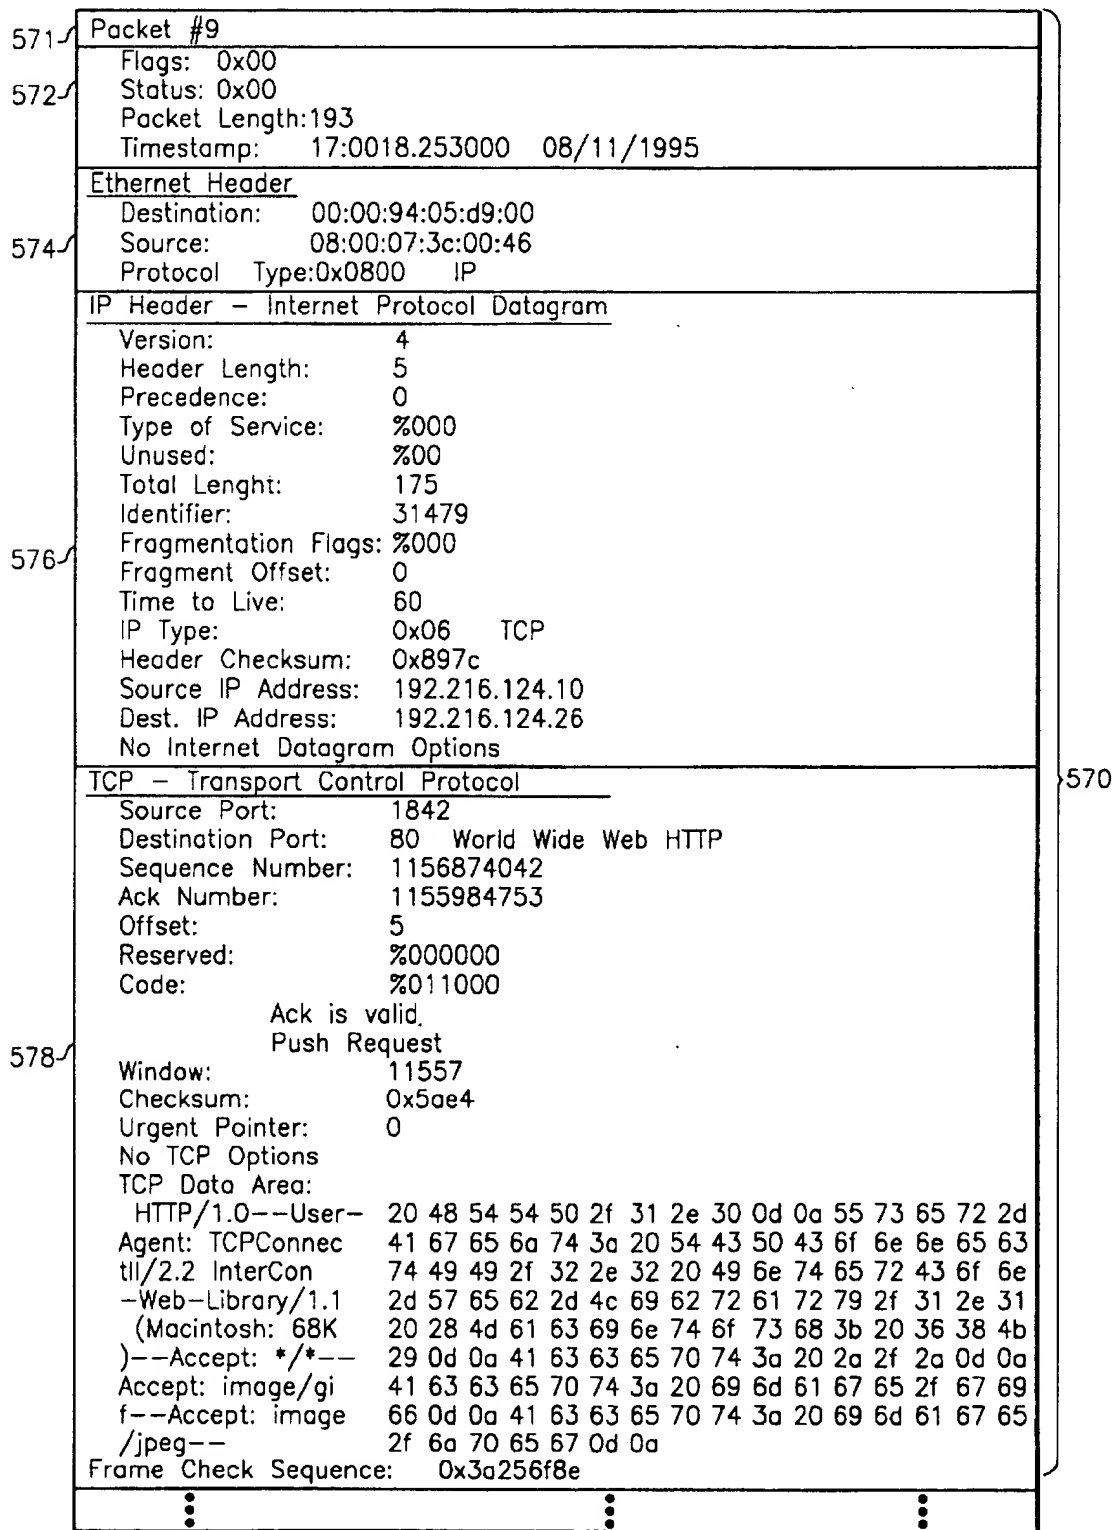 571 Packet #9
Flags: 0x00
572 Status: 0x00
Packet Length:193
Timestamp: 17:0018.253000 08/11/1995
Ethernet Header
Destination: 00:00:94:05:d9:00
574 Source: 08:00:07:3c:00:46
Protocol Type:0x0800 IP
IP Header – Internet Protocol Datagram
Version: 4
Header Length: 5
Precedence: 0
Type of Service: %000
Unused: %00
Total Lenght: 175
Identifier: 31479
576 Fragmentation Flags: %000
Fragment Offset: 0
Time to Live: 60
IP Type: 0x06 TCP
Header Checksum: 0x897c
Source IP Address: 192.216.124.10
Dest. IP Address: 192.216.124.26
No Internet Datagram Options
TCP – Transport Control Protocol 570
Source Port: 1842
Destination Port: 80 World Wide Web HTTP
Sequence Number: 1156874042
Ack Number: 1155984753
Offset: 5
Reserved: %000000
Code: %011000
Ack is valid.
Push Request
578 Window: 11557
Checksum: 0x5ae4
Urgent Pointer: 0
No TCP Options
TCP Data Area:
HTTP/1.0--User- 20 48 54 54 50 2f 31 2e 30 0d 0a 55 73 65 72 2d
Agent: TCPConnec 41 67 65 6a 74 3a 20 54 43 50 43 6f 6e 6e 65 63
tII/2.2 InterCon 74 49 49 2f 32 2e 32 20 49 6e 74 65 72 43 6f 6e
-Web-Library/1.1 2d 57 65 62 2d 4c 69 62 72 61 72 79 2f 31 2e 31
(Macintosh: 68K 20 28 4d 61 63 69 6e 74 6f 73 68 3b 20 36 38 4b
)--Accept: */*-- 29 0d 0a 41 63 63 65 70 74 3a 20 2a 2f 2a 0d 0a
Accept: image/gi 41 63 63 65 70 74 3a 20 69 6d 61 67 65 2f 67 69
f--Accept: image 66 0d 0a 41 63 63 65 70 74 3a 20 69 6d 61 67 65
/jpeg-- 2f 6a 70 65 67 0d 0a
Frame Check Sequence: 0x3a256f8e